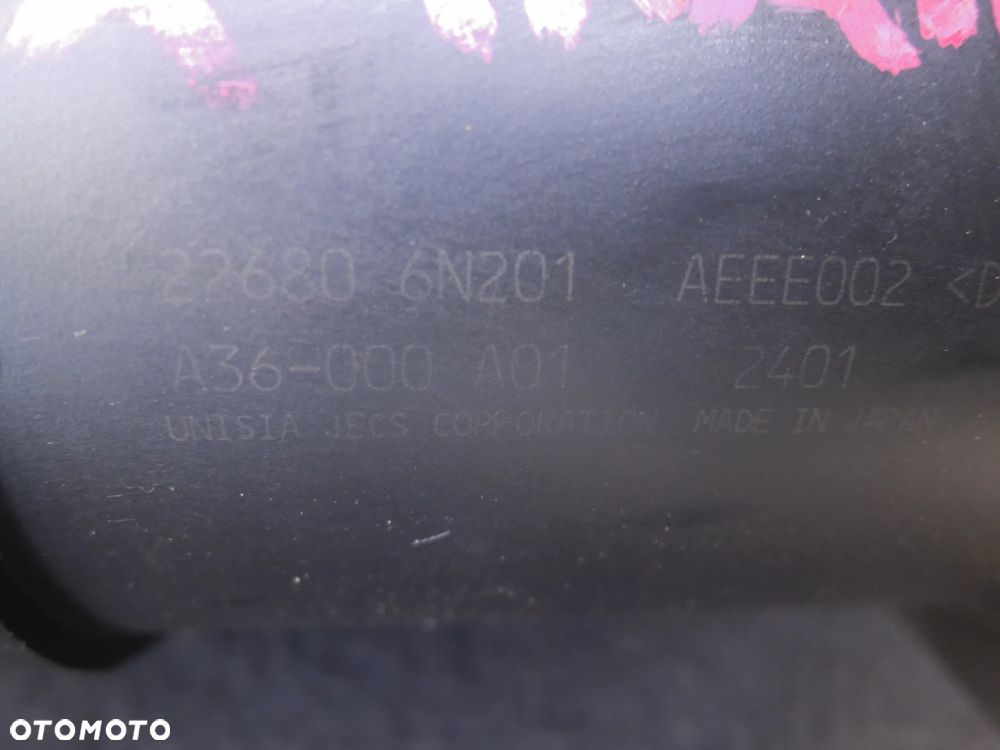 22680 6N201 AEEE002 <D
A36-000 A01 2401
UNISIA JECS CORPORATION MADE IN JAPAN
OTOMOTO